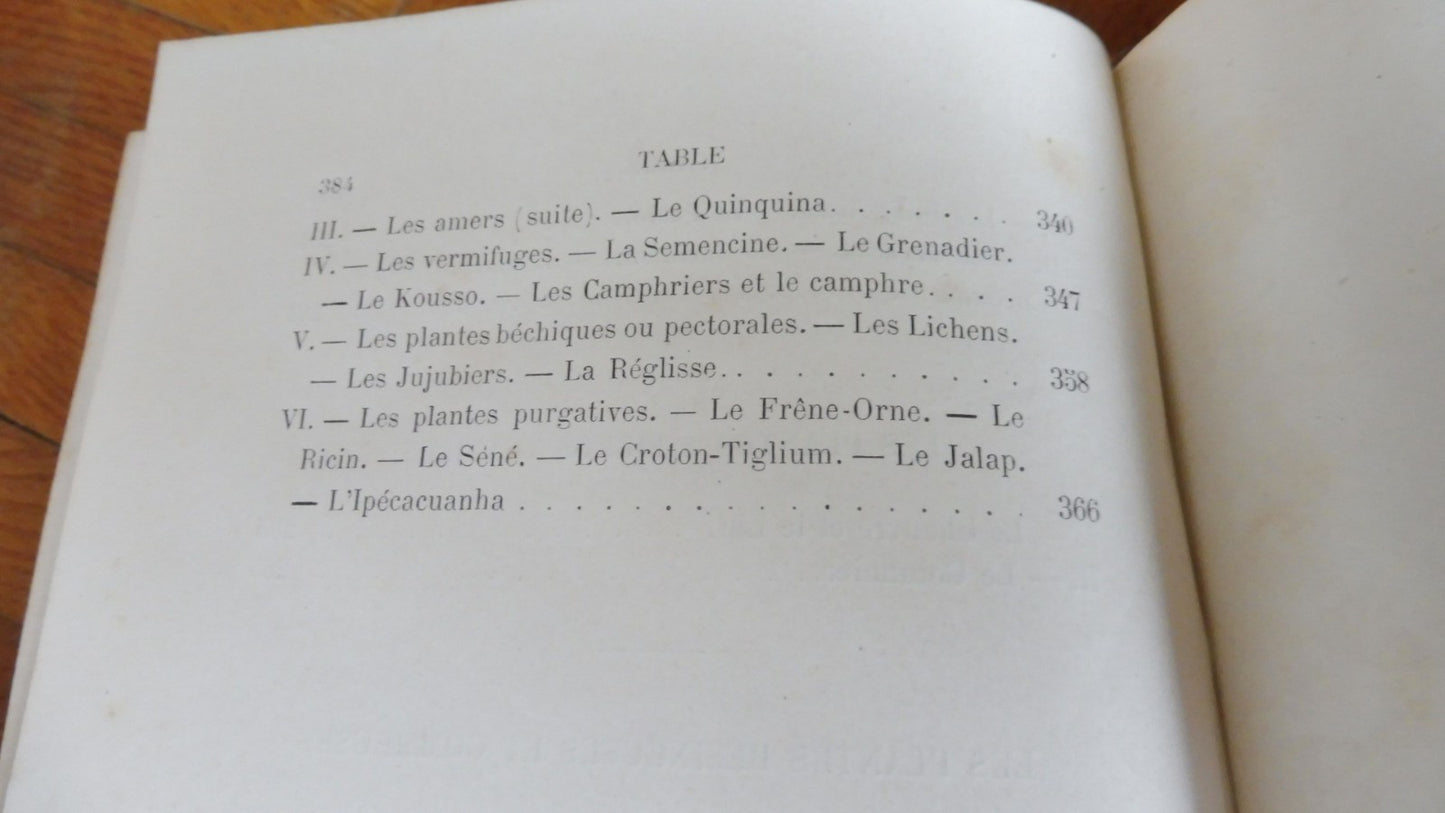 TABLE
384
III. — Les amers (suite). — Le Quinquina. . . . . . . 340
IV. — Les vermifuges. — La Semencine. — Le Grenadier.
— Le Kousso. — Les Camphriers et le camphre. . . . 347
V. — Les plantes béchiques ou pectorales. — Les Lichens.
— Les Jujubiers. — La Réglisse. . . . . . . . . . . 358
VI. — Les plantes purgatives. — Le Frêne-Orne. — Le
Ricin. — Le Séné. — Le Croton-Tiglium. — Le Jalap.
— L'Ipécacuanha . . . . . . . . . . . . . . . 366